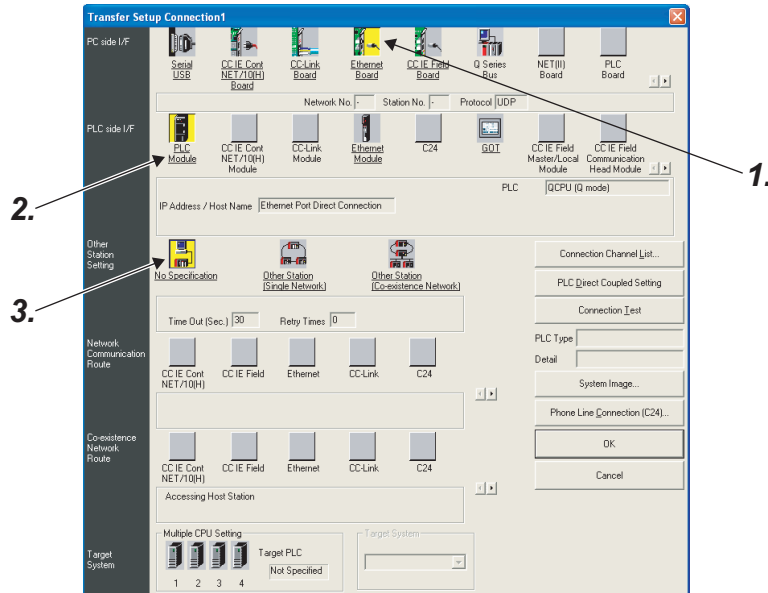 Transfer Setup Connection1
PC side I/F
Serial
USB
CC IE Cont
NET/10(H)
Board
CC-Link
Board
Ethernet
Board
CC IE Field
Board
Q Series
Bus
NET(II)
Board
PLC
Board
Network No. - Station No. - Protocol UDP
1.
PLC side I/F
PLC
Module
CC IE Cont
NET/10(H)
Module
CC-Link
Module
Ethernet
Module
C24
GOT
CC IE Field
Master/Local
Module
CC IE Field
Communication
Head Module
2.
PLC QCPU (Q mode)
IP Address / Host Name Ethernet Port Direct Connection
Other
Station
Setting
No Specification
Other Station
(Single Network)
Other Station
(Co-existence Network)
3.
Time Out (Sec.) 30 Retry Times 0
Connection Channel List...
PLC Direct Coupled Setting
Connection Test
PLC Type
Detail
System Image...
Phone Line Connection (C24)...
OK
Cancel
Network
Communication
Route
CC IE Cont
NET/10(H)
CC IE Field
Ethernet
CC-Link
C24
Co-existence
Network
Route
CC IE Cont
NET/10(H)
CC IE Field
Ethernet
CC-Link
C24
Accessing Host Station
Target
System
Multiple CPU Setting
1 2 3 4
Target PLC
Not Specified
Target System